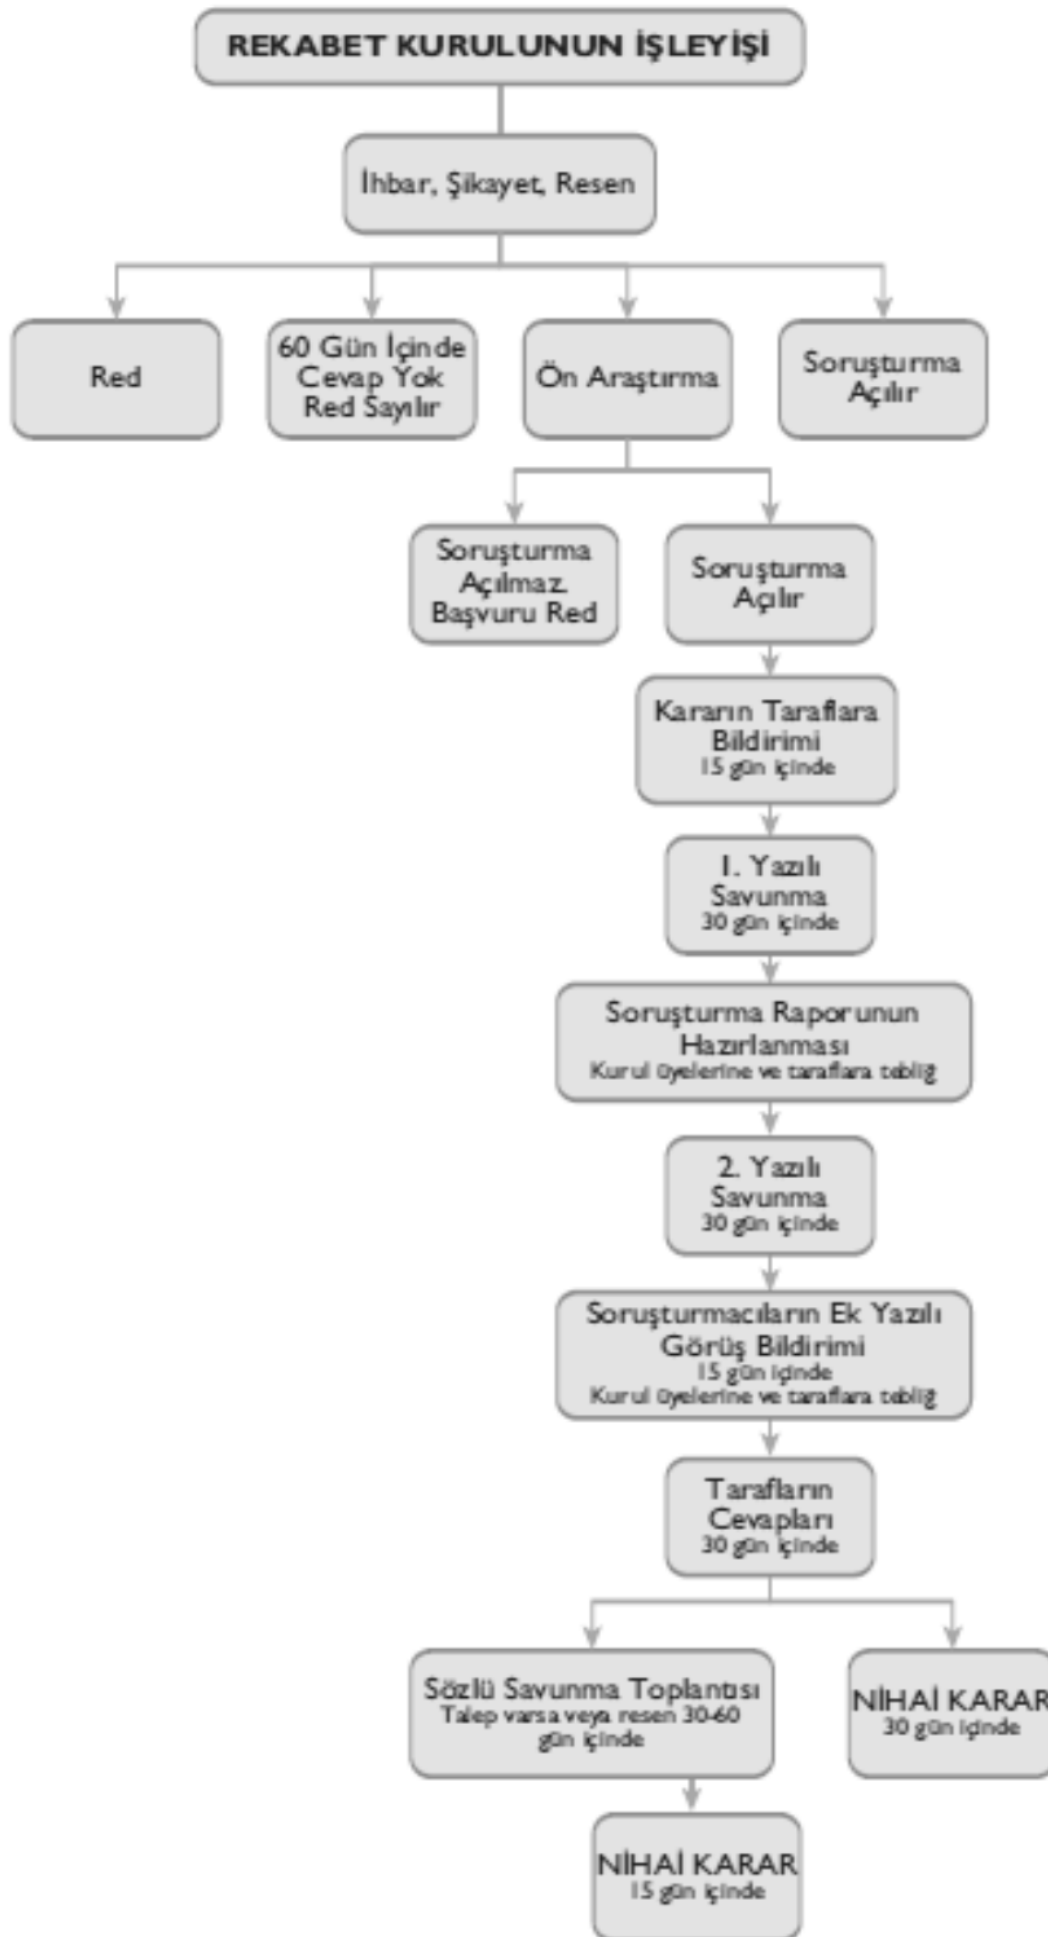 REKABET KURULUNUN İŞLEYİŞİ
İhbar, Şikayet, Resen
Red
60 Gün İçinde
Cevap Yok
Red Sayılır
Ön Araştırma
Soruşturma
Açılır
Soruşturma
Açılmaz.
Başvuru Red
Soruşturma
Açılır
Kararın Taraflara
Bildirimi
15 gün içinde
1. Yazılı
Savunma
30 gün içinde
Soruşturma Raporunun
Hazırlanması
Kurul üyelerine ve taraflara tebliğ
2. Yazılı
Savunma
30 gün içinde
Soruşturmacıların Ek Yazılı
Görüş Bildirimi
15 gün içinde
Kurul üyelerine ve taraflara tebliğ
Tarafların
Cevapları
30 gün içinde
Sözlü Savunma Toplantısı
Talep varsa veya resen 30-60
gün içinde
NİHAİ KARAR
30 gün içinde
NİHAİ KARAR
15 gün içinde